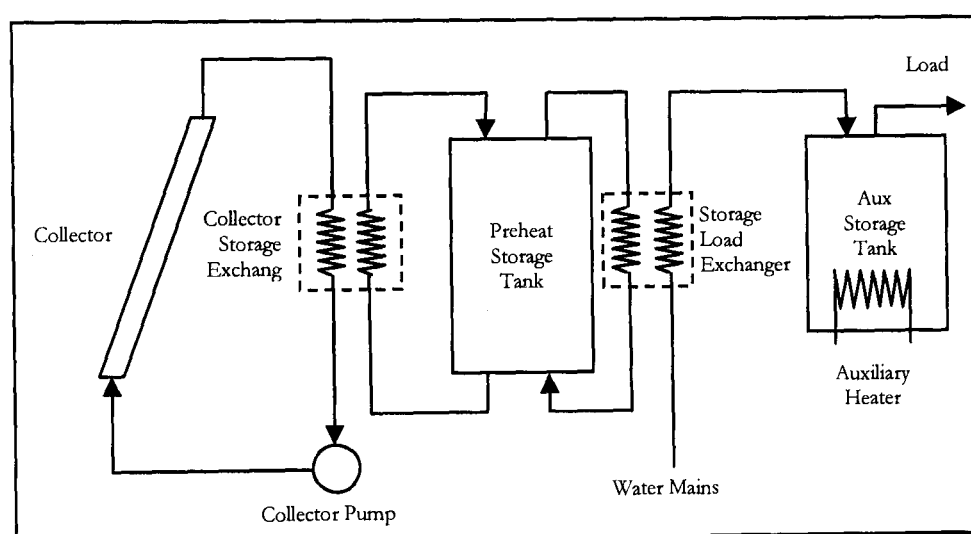 Load
Collector
Collector
Storage
Exchang
Preheat
Storage
Tank
Storage
Load
Exchanger
Aux
Storage
Tank
Auxiliary
Heater
Water Mains
Collector Pump